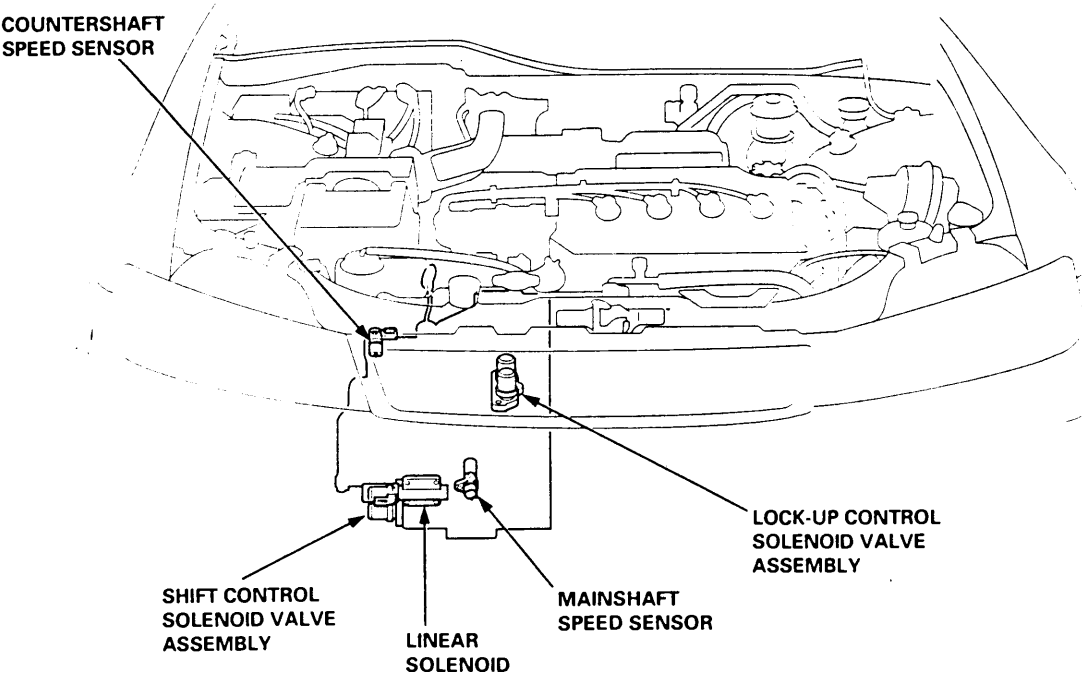 COUNTERSHAFT
SPEED SENSOR
LOCK-UP CONTROL
SOLENOID VALVE
ASSEMBLY
SHIFT CONTROL
SOLENOID VALVE
ASSEMBLY
LINEAR
SOLENOID
MAINSHAFT
SPEED SENSOR